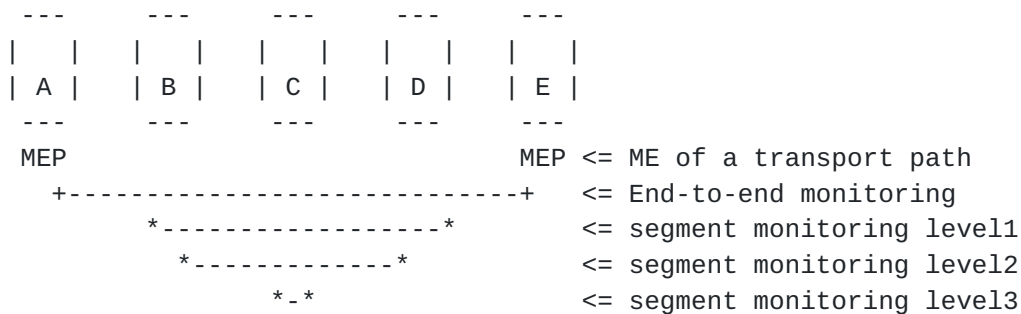 ---     ---     ---     ---     ---
|   |   |   |   |   |   |   |   |   |
| A |   | B |   | C |   | D |   | E |
 ---     ---     ---     ---     ---
 MEP                             MEP <= ME of a transport path
   +-----------------------------+   <= End-to-end monitoring
         *------------------*        <= segment monitoring level1
           *-------------*           <= segment monitoring level2
                 *-*                 <= segment monitoring level3